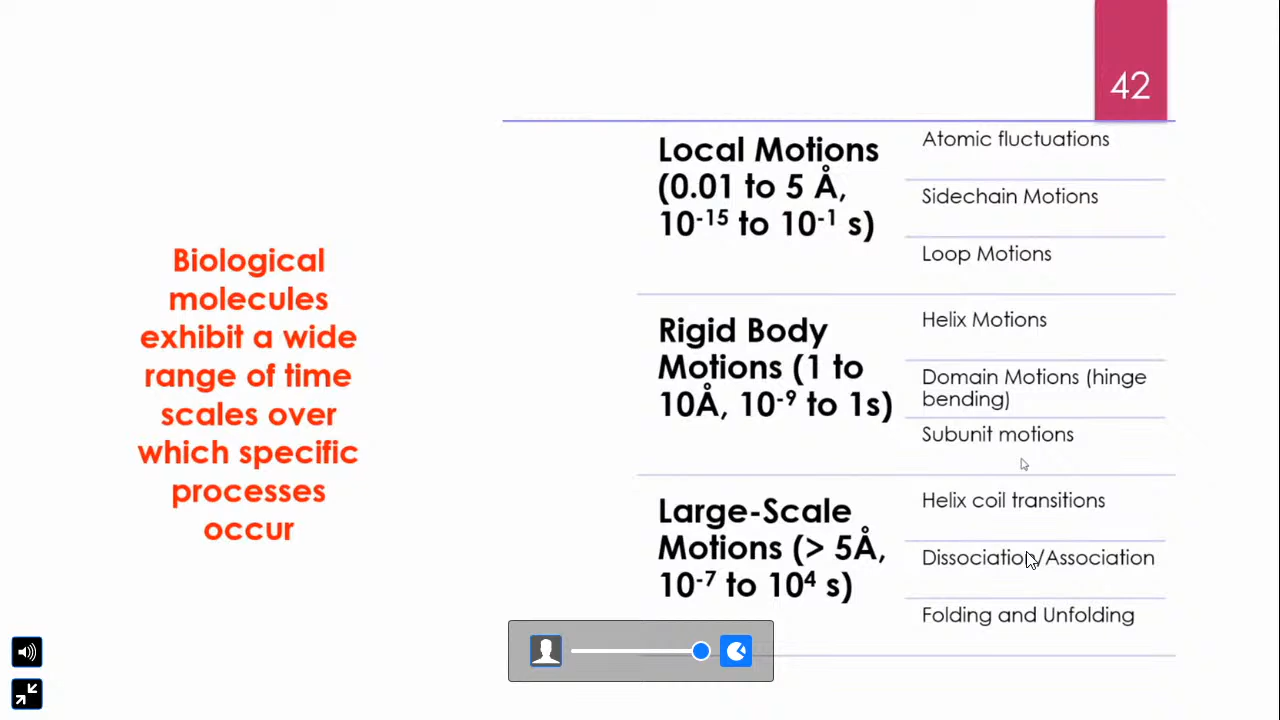 42
Biological
molecules
exhibit a wide
range of time
scales over
which specific
processes
occur
Local Motions
(0.01 to 5 Å,
10⁻¹⁵ to 10⁻¹ s)
Atomic fluctuations
Sidechain Motions
Loop Motions
Rigid Body
Motions (1 to
10Å, 10⁻⁹ to 1s)
Helix Motions
Domain Motions (hinge
bending)
Subunit motions
Large-Scale
Motions (> 5Å,
10⁻⁷ to 10⁴ s)
Helix coil transitions
Dissociation/Association
Folding and Unfolding